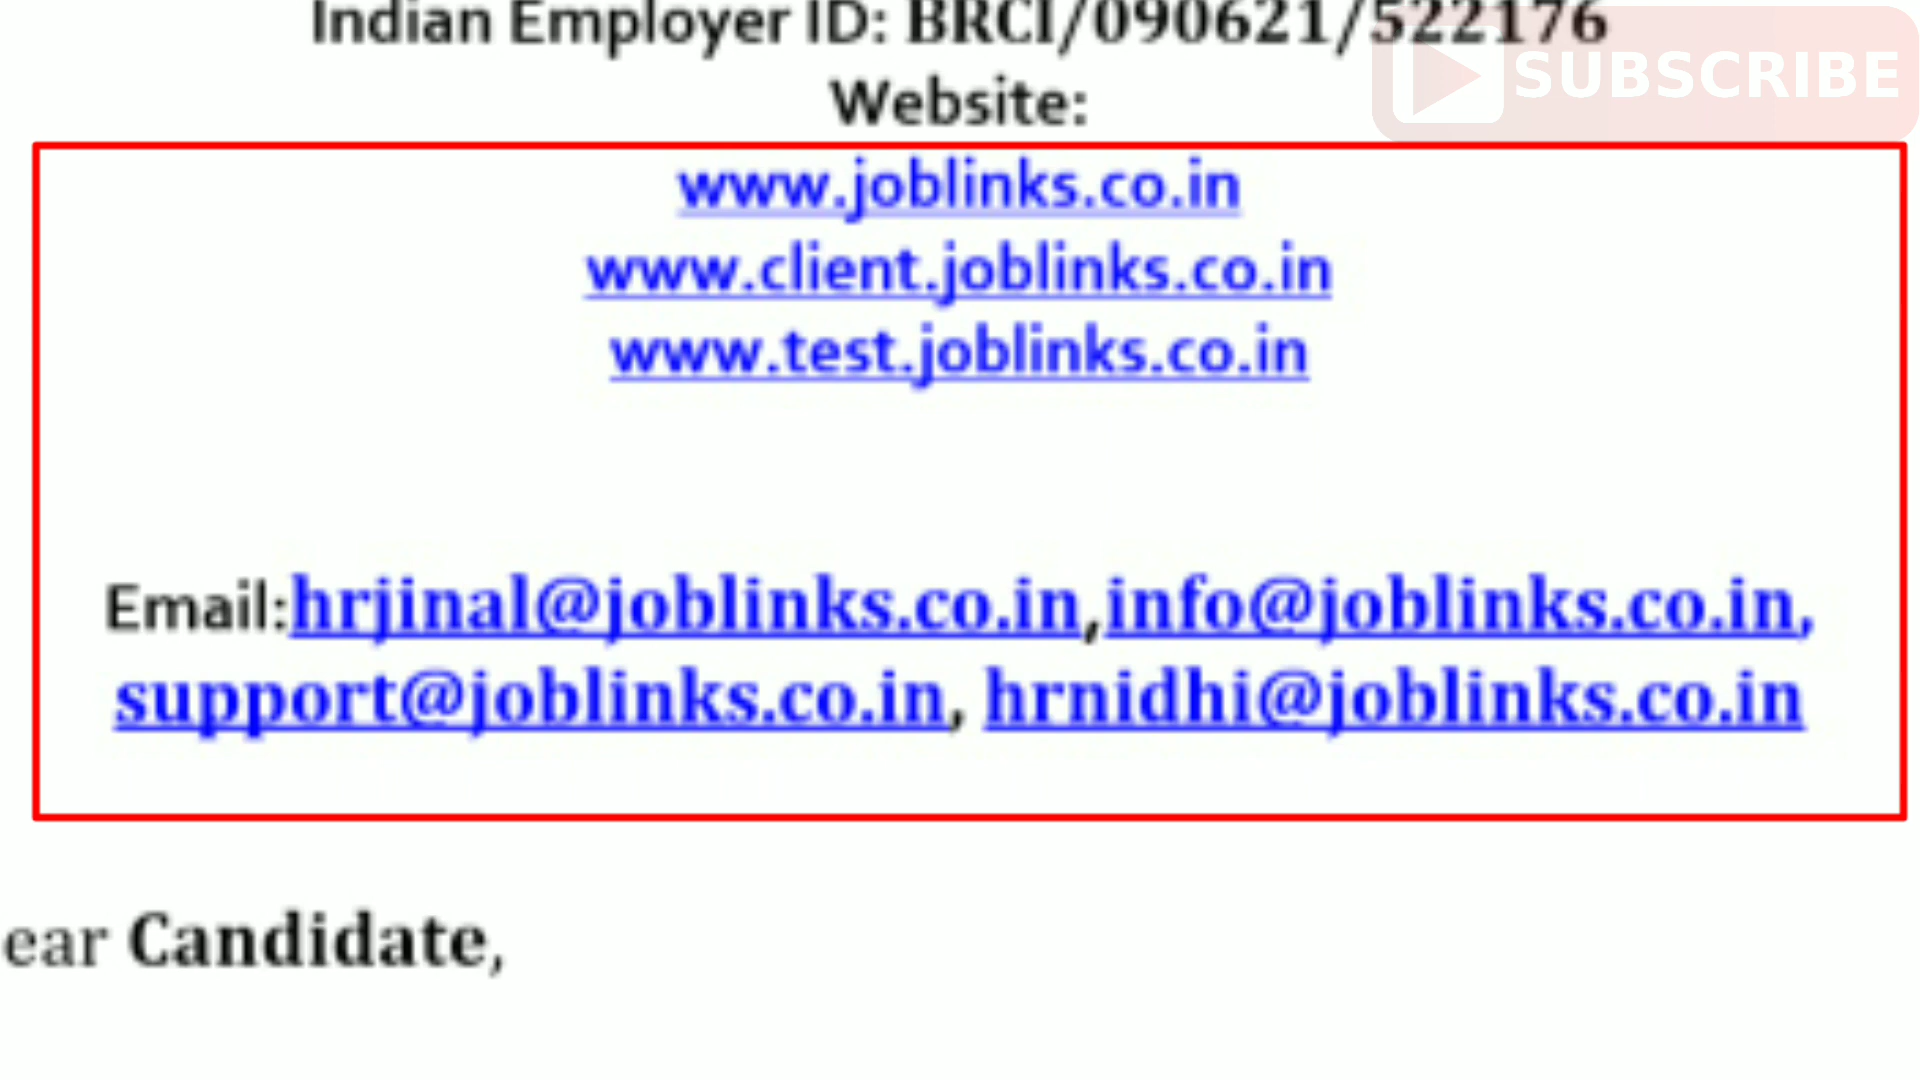 Indian Employer ID: BRCI/090621/522176
SUBSCRIBE
Website:
www.joblinks.co.in
www.client.joblinks.co.in
www.test.joblinks.co.in
Email:hrjinal@joblinks.co.in,info@joblinks.co.in,
support@joblinks.co.in, hrnidhi@joblinks.co.in
ear Candidate,